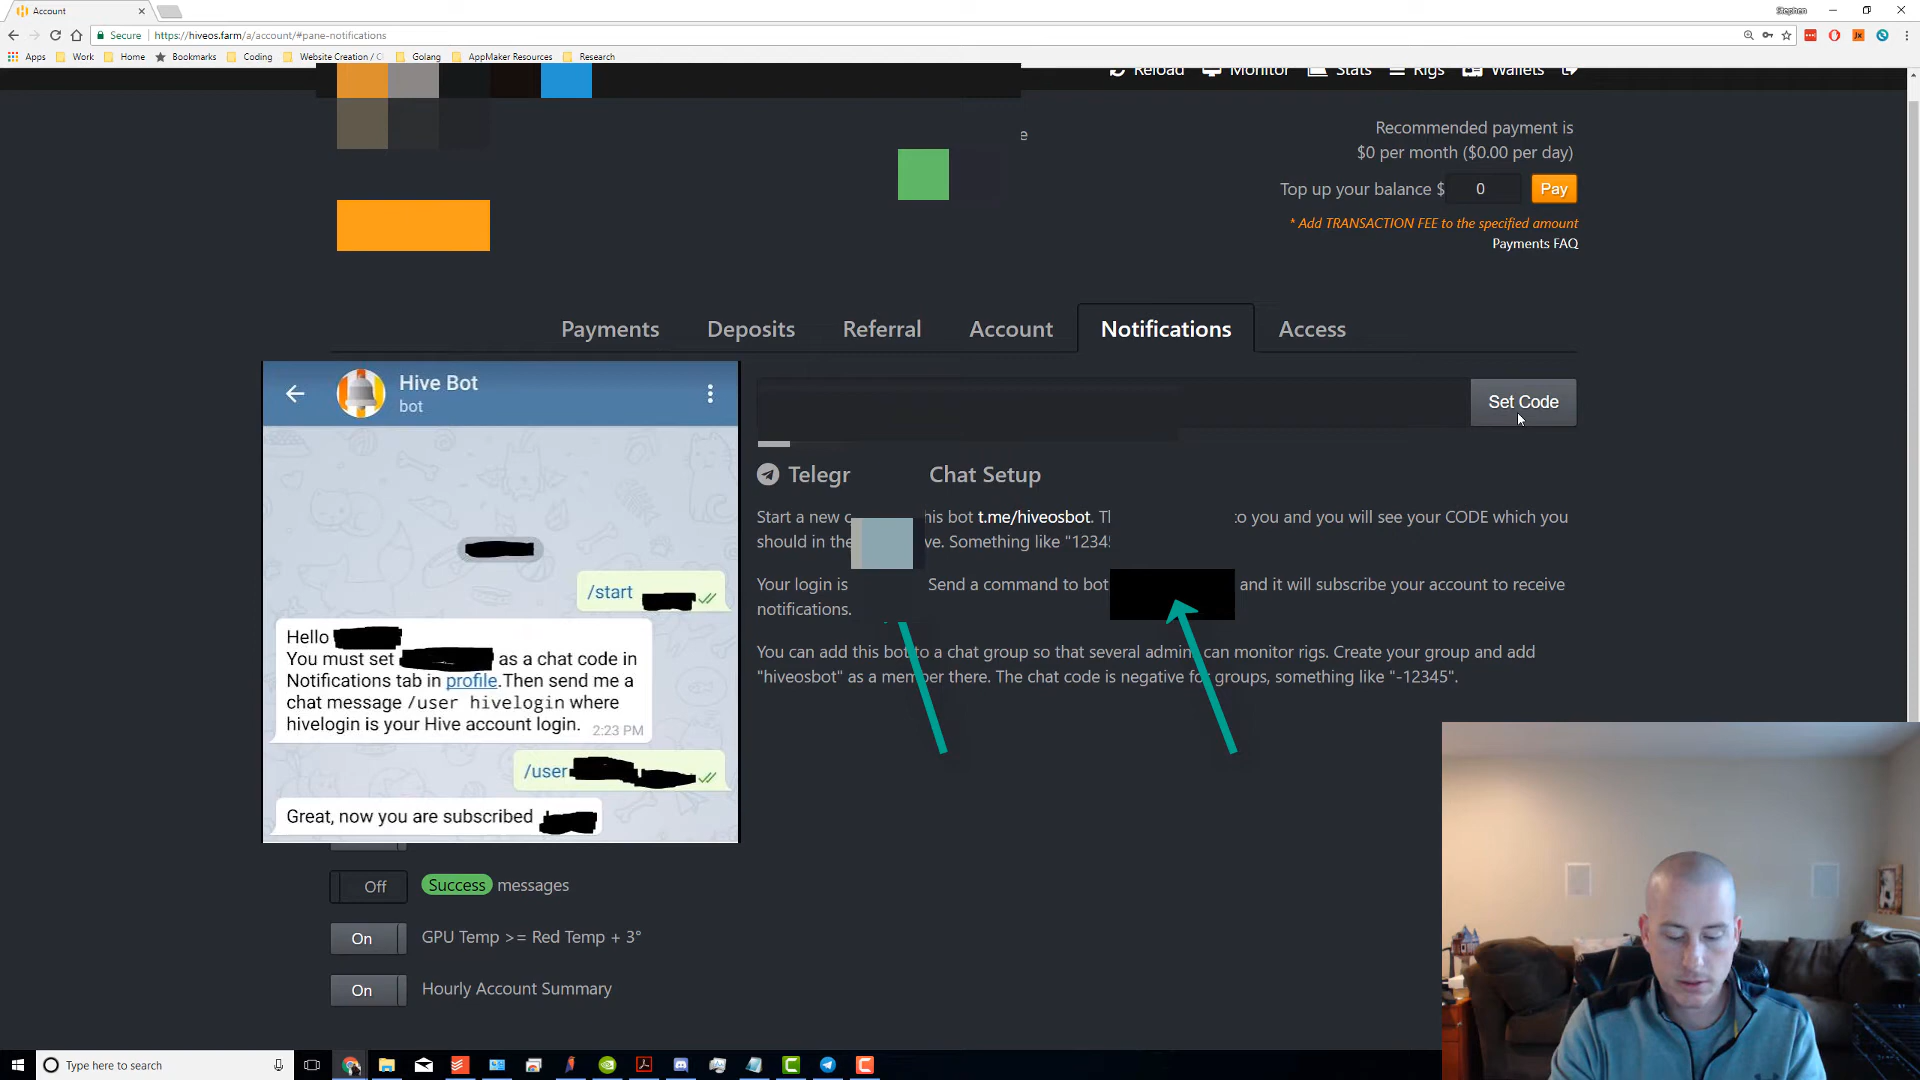 Account
Stephen
Secure https://hiveos.farm/a/account/#pane-notifications
Apps Work Home Bookmarks Coding Website Creation / C Golang AppMaker Resources Research
Reload Monitor Stats Rigs Wallets
e
Recommended payment is
$0 per month ($0.00 per day)
Top up your balance $ 0 Pay
* Add TRANSACTION FEE to the specified amount
Payments FAQ
Payments Deposits Referral Account Notifications Access
Set Code
Telegr Chat Setup
Start a new c his bot t.me/hiveosbot. Th to you and you will see your CODE which you
should in the ve. Something like "12345
Your login is Send a command to bot and it will subscribe your account to receive
notifications.
You can add this bot to a chat group so that several admin can monitor rigs. Create your group and add
"hiveosbot" as a member there. The chat code is negative for groups, something like "-12345".
Hive Bot
bot
/start
Hello
You must set as a chat code in
Notifications tab in profile.Then send me a
chat message /user hivelogin where
hivelogin is your Hive account login. 2:23 PM
/user
Great, now you are subscribed
Off Success messages
On GPU Temp >= Red Temp + 3°
On Hourly Account Summary
Type here to search